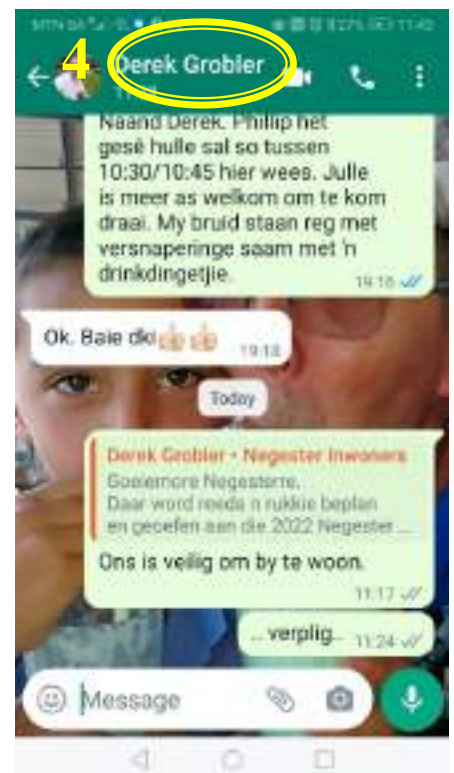 4
Derek Grobler
Naand Derek. Phillip het
gesê hulle sal so tussen
10:30/10:45 hier wees. Julle
is meer as welkom om te kom
draai. My bruid staan reg met
versnaperinge saam met 'n
drinkdingetjie.
19:16
Ok. Baie dki👍👍
19:18
Today
Derek Grobler • Negester Inwoners
Goeiemore Negesterre,
Daar word reeds n rukkie beplan
en geoefen aan die 2022 Negester ...
Ons is veilig om by te woon.
11:17
.. verplig.. 11:24
Message